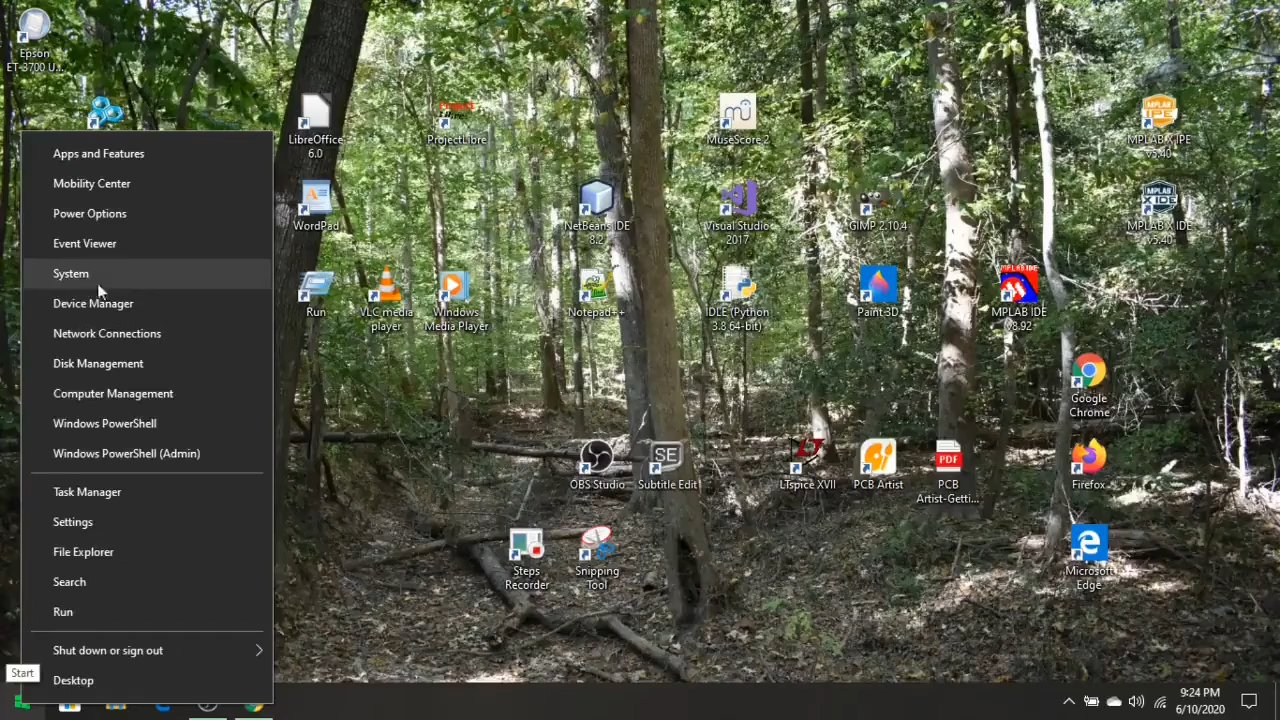 Epson
ET-3700 U...
Apps and Features
Mobility Center
Power Options
Event Viewer
System
Device Manager
Network Connections
Disk Management
Computer Management
Windows PowerShell
Windows PowerShell (Admin)
Task Manager
Settings
File Explorer
Search
Run
Shut down or sign out
Desktop
Start
LibreOffice
6.0
ProjectLibre
MuseScore 2
MPLAB X IPE
v5.40
WordPad
NetBeans IDE
8.2
Visual Studio
2017
GIMP 2.10.4
MPLAB X IDE
v5.40
Run
VLC media
player
Windows
Media Player
Notepad++
IDLE (Python
3.8 64-bit)
Paint 3D
MPLAB IDE
MPLAB IDE
v8.92
Google
Chrome
SE
PDF
OBS Studio
Subtitle Edit
LTspice XVII
PCB Artist
PCB
Artist-Getti...
Firefox
Steps
Recorder
Snipping
Tool
Microsoft
Edge
9:24 PM
6/10/2020